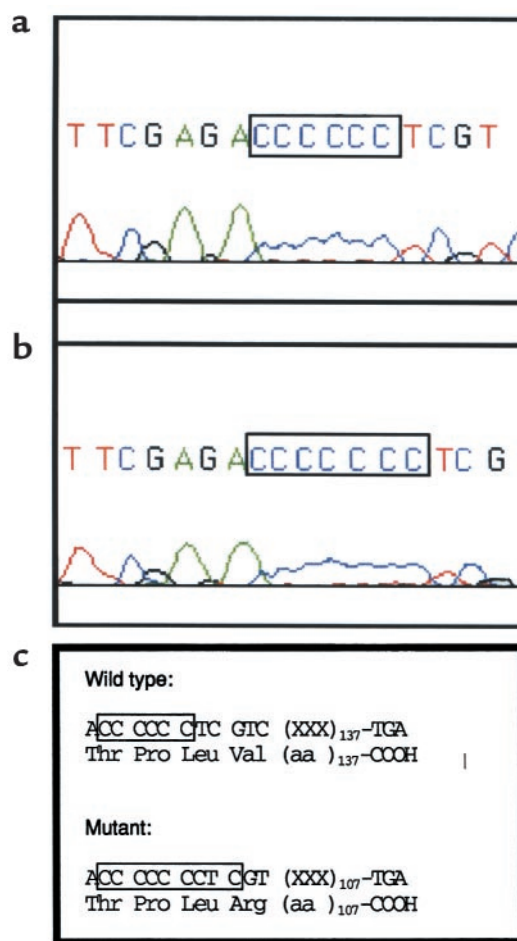 a
T T C G A G A C C C C C C T C G T
b
T T C G A G A C C C C C C C T C G
c
Wild type:
ACC CCC CTC GTC (XXX)₁₃₇-TGA
Thr Pro Leu Val (aa )₁₃₇-COOH
Mutant:
ACC CCC CCT CGT (XXX)₁₀₇-TGA
Thr Pro Leu Arg (aa )₁₀₇-COOH